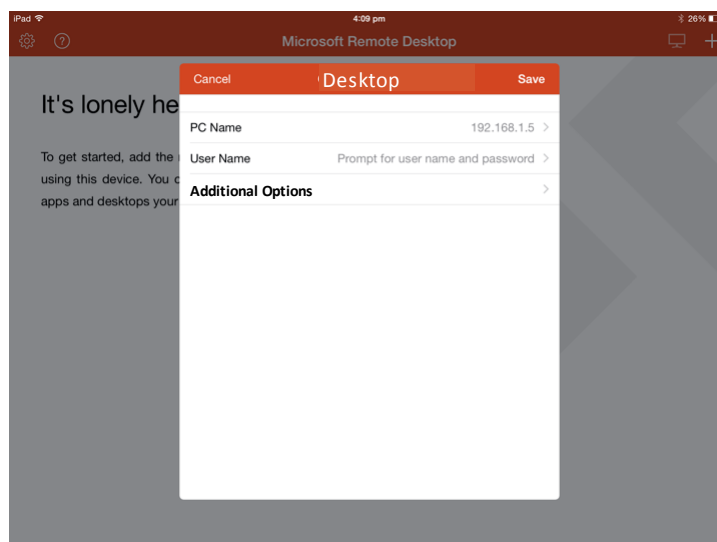 iPad 4:09 pm 26%
Microsoft Remote Desktop
Cancel Desktop Save
It's lonely he
PC Name 192.168.1.5
To get started, add the
User Name Prompt for user name and password
using this device. You
apps and desktops your
Additional Options